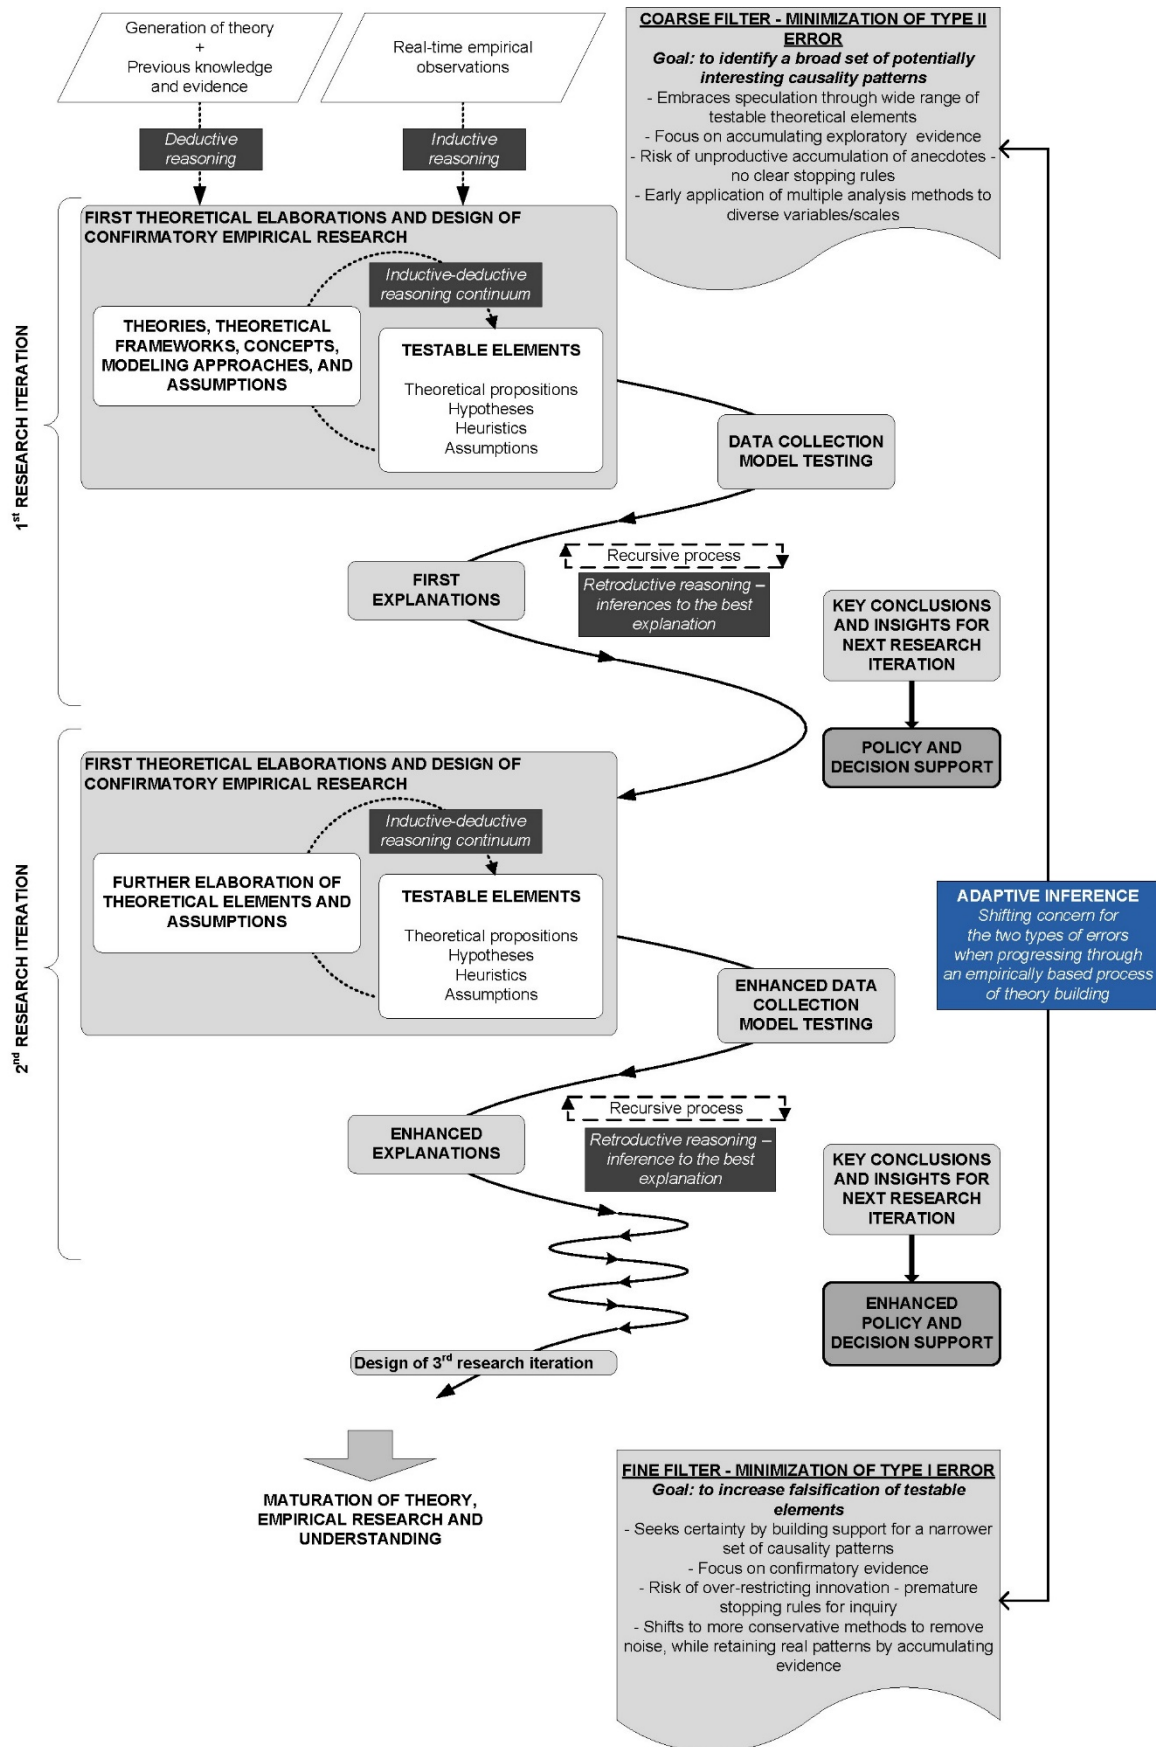 Generation of theory
+
Previous knowledge
and evidence
Real-time empirical
observations
Deductive
reasoning
Inductive
reasoning
COARSE FILTER - MINIMIZATION OF TYPE II
ERROR
Goal: to identify a broad set of potentially
interesting causality patterns
- Embraces speculation through wide range of
testable theoretical elements
- Focus on accumulating exploratory evidence
- Risk of unproductive accumulation of anecdotes -
no clear stopping rules
- Early application of multiple analysis methods to
diverse variables/scales
1st RESEARCH ITERATION
FIRST THEORETICAL ELABORATIONS AND DESIGN OF
CONFIRMATORY EMPIRICAL RESEARCH
Inductive-deductive
reasoning continuum
THEORIES, THEORETICAL
FRAMEWORKS, CONCEPTS,
MODELING APPROACHES, AND
ASSUMPTIONS
TESTABLE ELEMENTS
Theoretical propositions
Hypotheses
Heuristics
Assumptions
DATA COLLECTION
MODEL TESTING
Recursive process
Retroductive reasoning –
inferences to the best
explanation
FIRST
EXPLANATIONS
KEY CONCLUSIONS
AND INSIGHTS FOR
NEXT RESEARCH
ITERATION
POLICY AND
DECISION SUPPORT
2nd RESEARCH ITERATION
FIRST THEORETICAL ELABORATIONS AND DESIGN OF
CONFIRMATORY EMPIRICAL RESEARCH
Inductive-deductive
reasoning continuum
FURTHER ELABORATION OF
THEORETICAL ELEMENTS AND
ASSUMPTIONS
TESTABLE ELEMENTS
Theoretical propositions
Hypotheses
Heuristics
Assumptions
ADAPTIVE INFERENCE
Shifting concern for
the two types of errors
when progressing through
an empirically based process
of theory building
ENHANCED DATA
COLLECTION
MODEL TESTING
Recursive process
Retroductive reasoning –
inference to the best
explanation
ENHANCED
EXPLANATIONS
KEY CONCLUSIONS
AND INSIGHTS FOR
NEXT RESEARCH
ITERATION
ENHANCED
POLICY AND
DECISION SUPPORT
Design of 3rd research iteration
MATURATION OF THEORY,
EMPIRICAL RESEARCH AND
UNDERSTANDING
FINE FILTER - MINIMIZATION OF TYPE I ERROR
Goal: to increase falsification of testable
elements
- Seeks certainty by building support for a narrower
set of causality patterns
- Focus on confirmatory evidence
- Risk of over-restricting innovation - premature
stopping rules for inquiry
- Shifts to more conservative methods to remove
noise, while retaining real patterns by accumulating
evidence